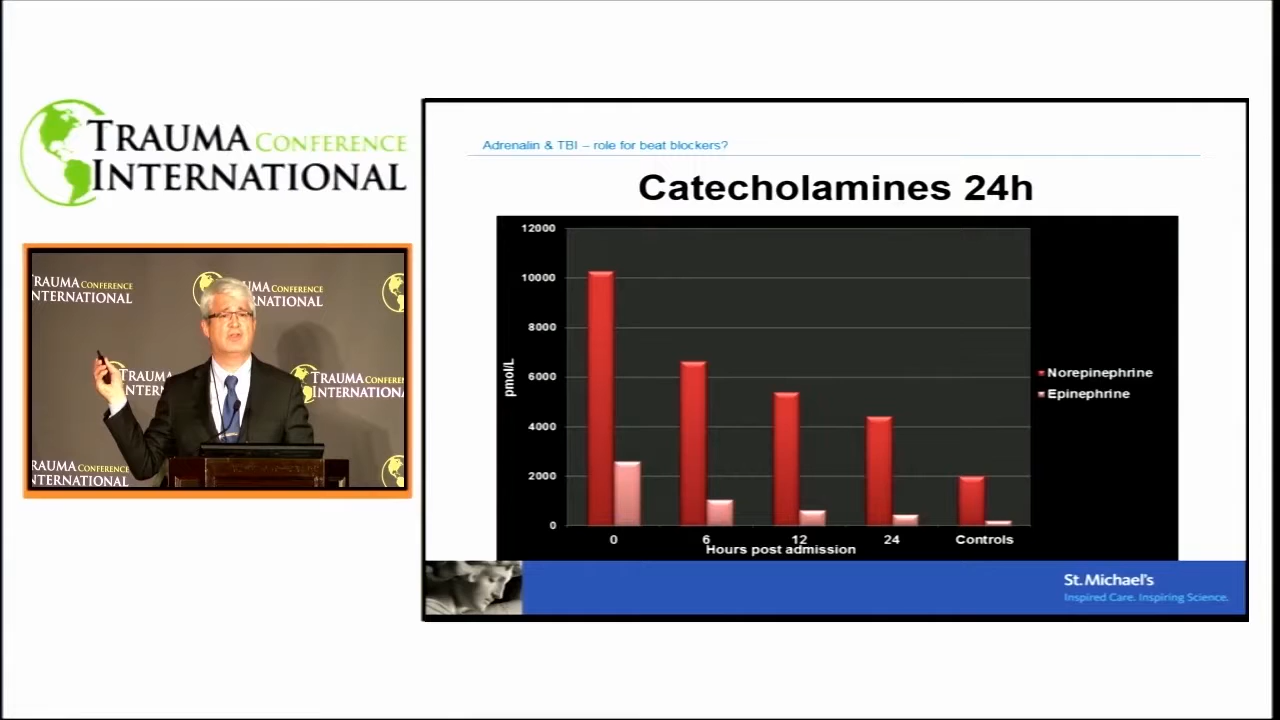 TRAUMA CONFERENCE
INTERNATIONAL
TRAUMA CONFERENCE
INTERNATIONAL
TRAUMA CONFERENCE
INTERNATIONAL
TRAUMA
INTERN
TRAUMA CONFERENCE
INTERNATIONAL
TRAUMA CONFERENCE
INTERNATIONAL
Adrenalin & TBI – role for beat blockers?
Catecholamines 24h
12000
10000
8000
6000
4000
2000
0
pmol/L
0 6 12 24 Controls
Hours post admission
Norepinephrine
Epinephrine
St. Michael's
Inspired Care. Inspiring Science.